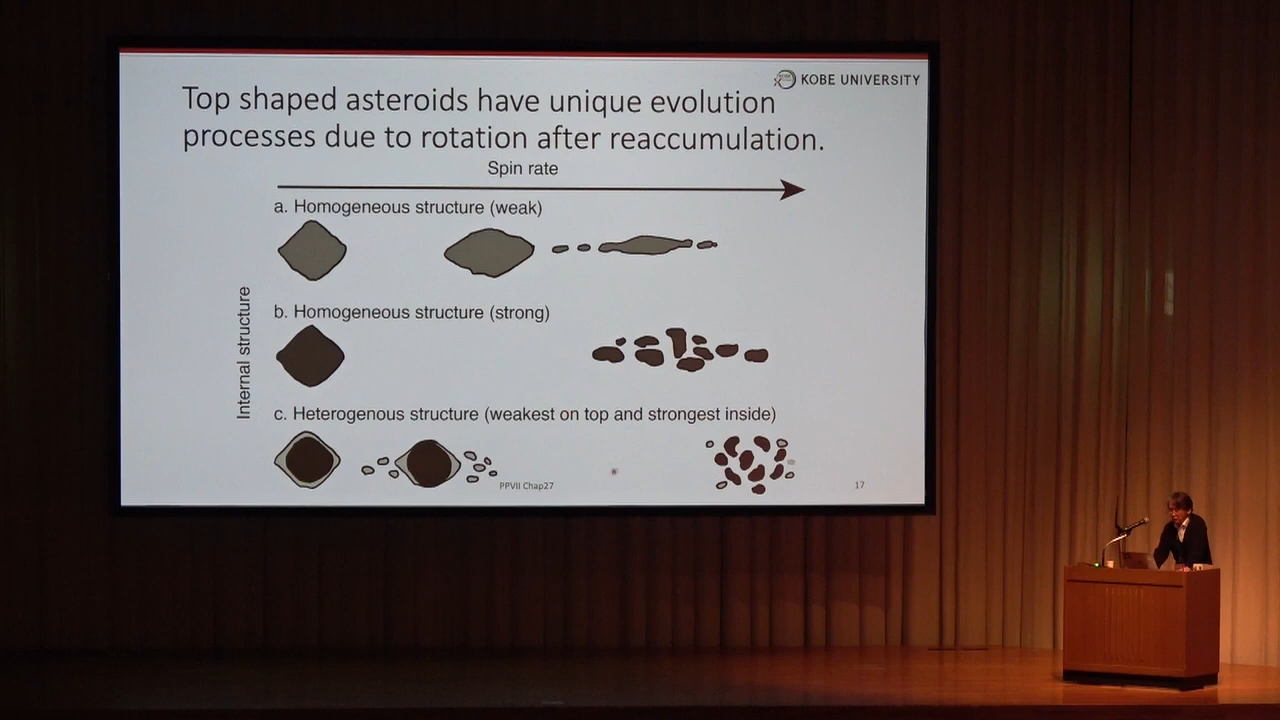 KOBE UNIVERSITY
Top shaped asteroids have unique evolution
processes due to rotation after reaccumulation.
Spin rate
Internal structure
a. Homogeneous structure (weak)
b. Homogeneous structure (strong)
c. Heterogenous structure (weakest on top and strongest inside)
PPVII Chap27
17